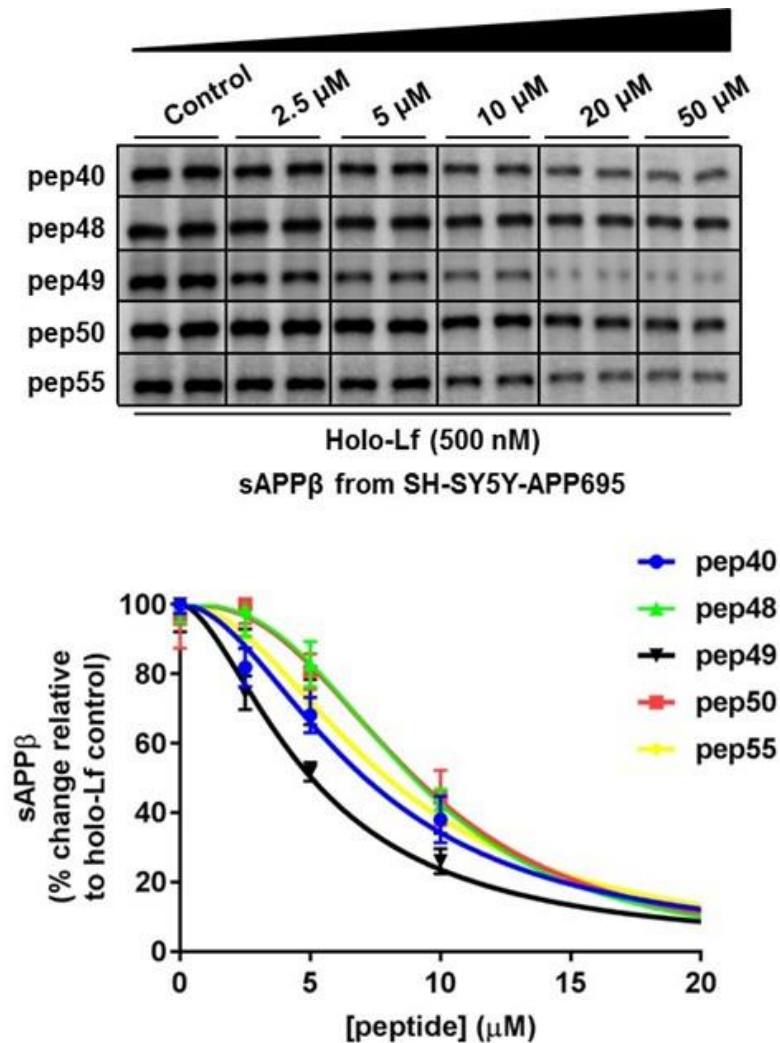 Control 2.5 µM 5 µM 10 µM 20 µM 50 µM
pep40
pep48
pep49
pep50
pep55
Holo-Lf (500 nM)
sAPPβ from SH-SY5Y-APP695
pep40
pep48
pep49
pep50
pep55
sAPPβ
(% change relative
to holo-Lf control)
100
80
60
40
20
0
0 5 10 15 20
[peptide] (µM)